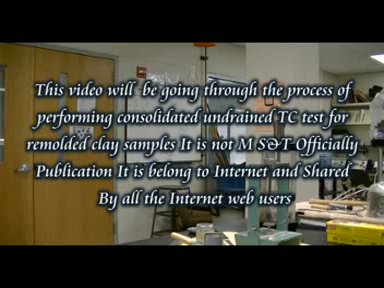 This video will be going through the process of
performing consolidated undrained TC test for
remolded clay samples It is not M S&T Officially
Publication It is belong to Internet and Shared
By all the Internet web users